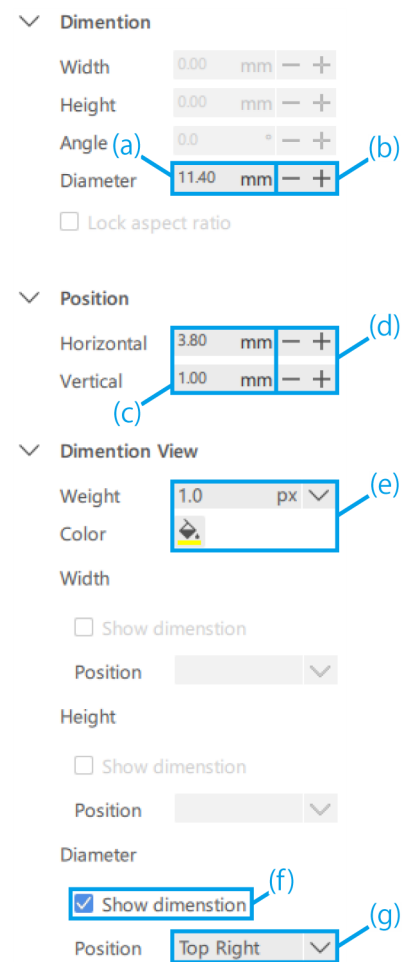 Dimention
Width 0.00 mm
Height 0.00 mm
Angle 0.0 °
(a) (b)
Diameter 11.40 mm
Lock aspect ratio
Position
(d)
Horizontal 3.80 mm
Vertical 1.00 mm
(c)
Dimention View
(e)
Weight 1.0 px
Color
Width
Show dimenstion
Position
Height
Show dimenstion
Position
Diameter
(f)
Show dimenstion
(g)
Position Top Right